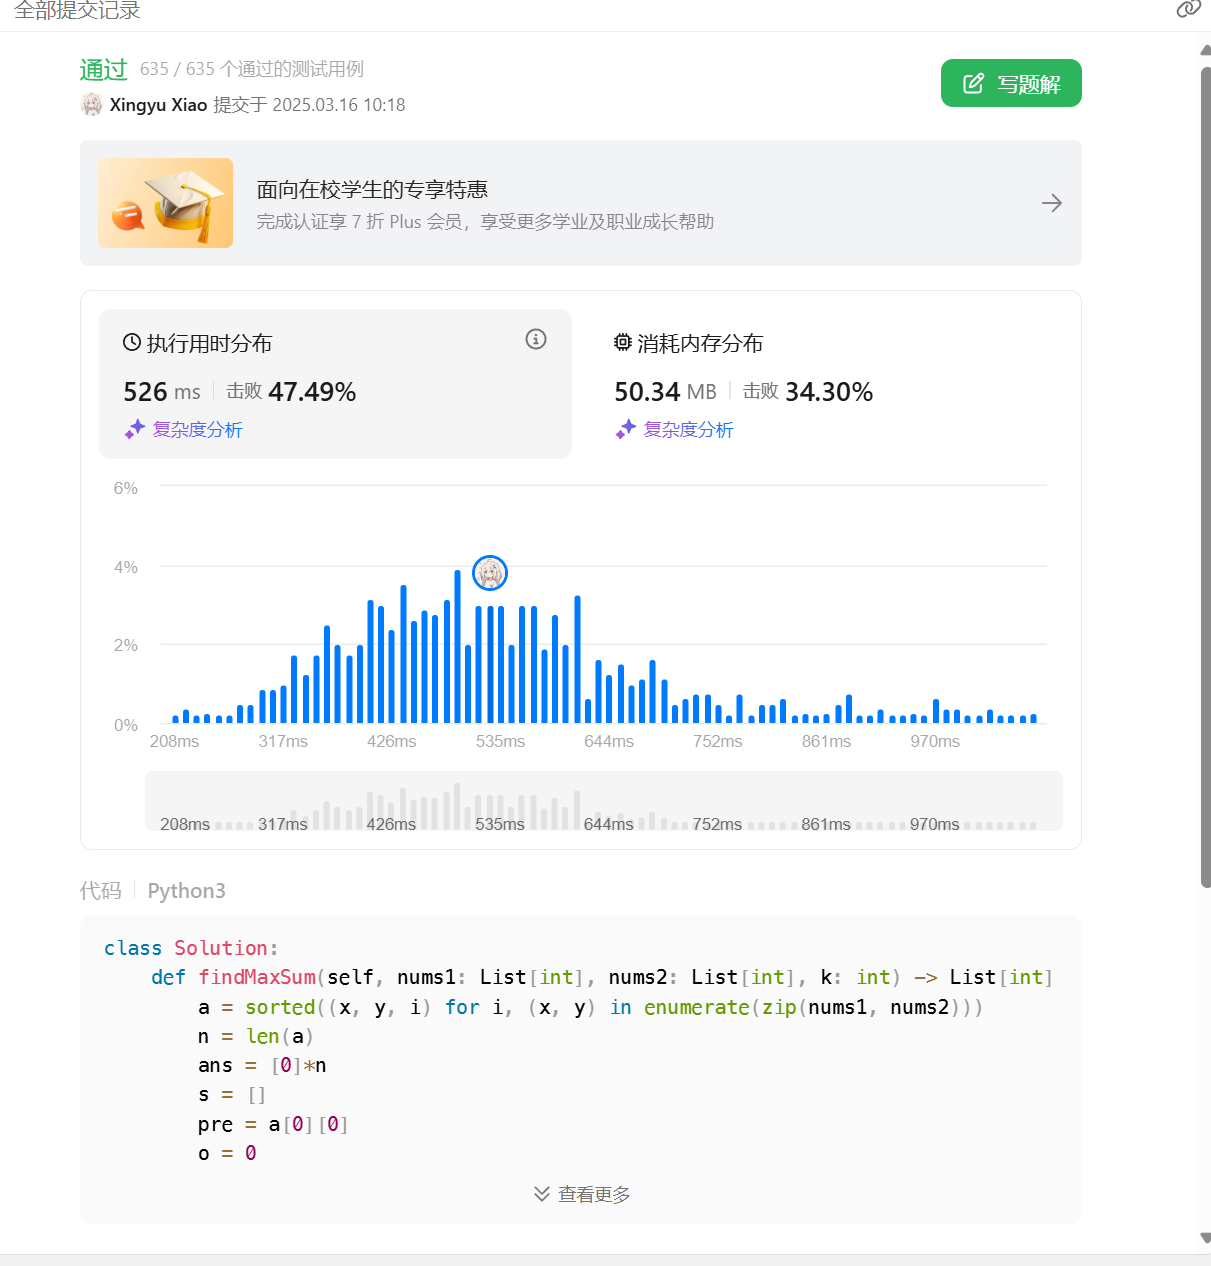 全部提交记录
通过 635 / 635 个通过的测试用例
Xingyu Xiao 提交于 2025.03.16 10:18
写题解
面向在校学生的专享特惠
完成认证享 7 折 Plus 会员，享受更多学业及职业成长帮助
执行用时分布
526 ms 击败 47.49%
复杂度分析
消耗内存分布
50.34 MB 击败 34.30%
复杂度分析
6%
4%
2%
0%
208ms 317ms 426ms 535ms 644ms 752ms 861ms 970ms
208ms 317ms 426ms 535ms 644ms 752ms 861ms 970ms
代码 Python3
class Solution:
    def findMaxSum(self, nums1: List[int], nums2: List[int], k: int) -> List[int]
        a = sorted((x, y, i) for i, (x, y) in enumerate(zip(nums1, nums2)))
        n = len(a)
        ans = [0]*n
        s = []
        pre = a[0][0]
        o = 0
查看更多